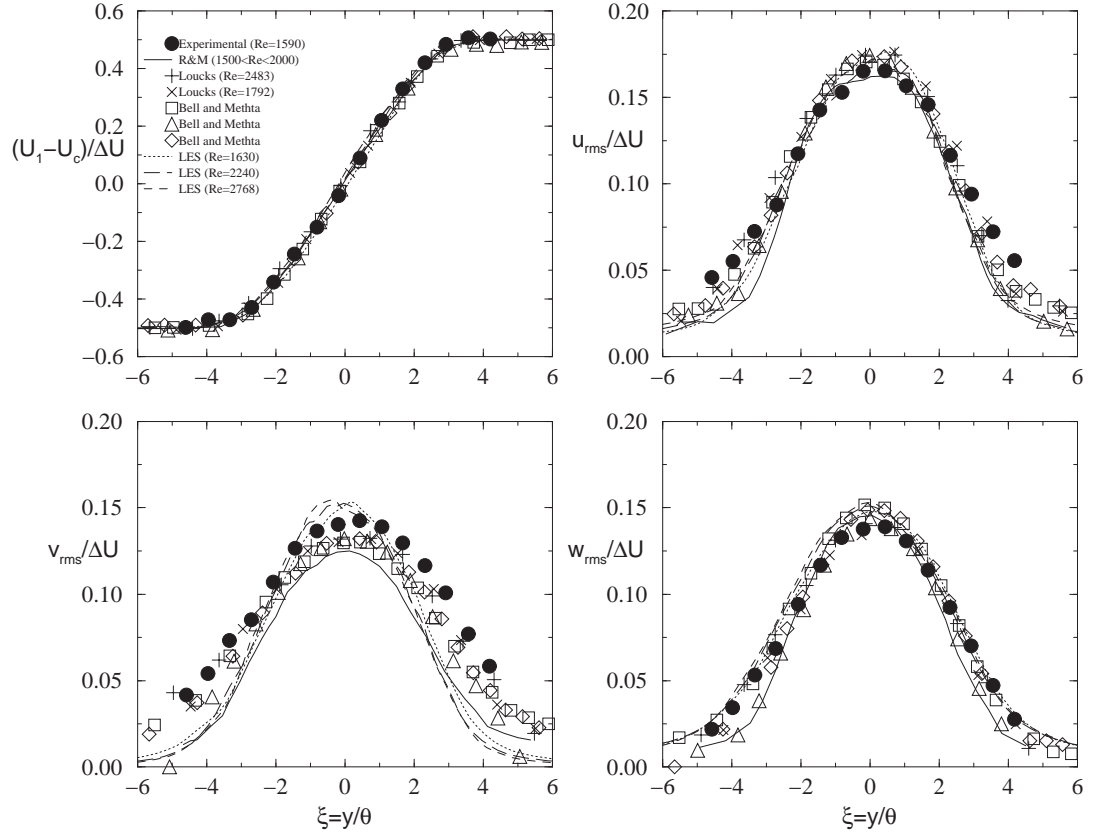 0.6
0.4
0.2
0.0
−0.2
−0.4
−0.6
(U1−Uc)/ΔU
Experimental (Re=1590)
R&M (1500<Re<2000)
Loucks (Re=2483)
Loucks (Re=1792)
Bell and Methta
Bell and Methta
Bell and Methta
LES (Re=1630)
LES (Re=2240)
LES (Re=2768)
−6 −4 −2 0 2 4 6
0.20
0.15
0.10
0.05
0.00
urms/ΔU
−6 −4 −2 0 2 4 6
0.20
0.15
0.10
0.05
0.00
vrms/ΔU
−6 −4 −2 0 2 4 6
ξ=y/θ
0.20
0.15
0.10
0.05
0.00
wrms/ΔU
−6 −4 −2 0 2 4 6
ξ=y/θ